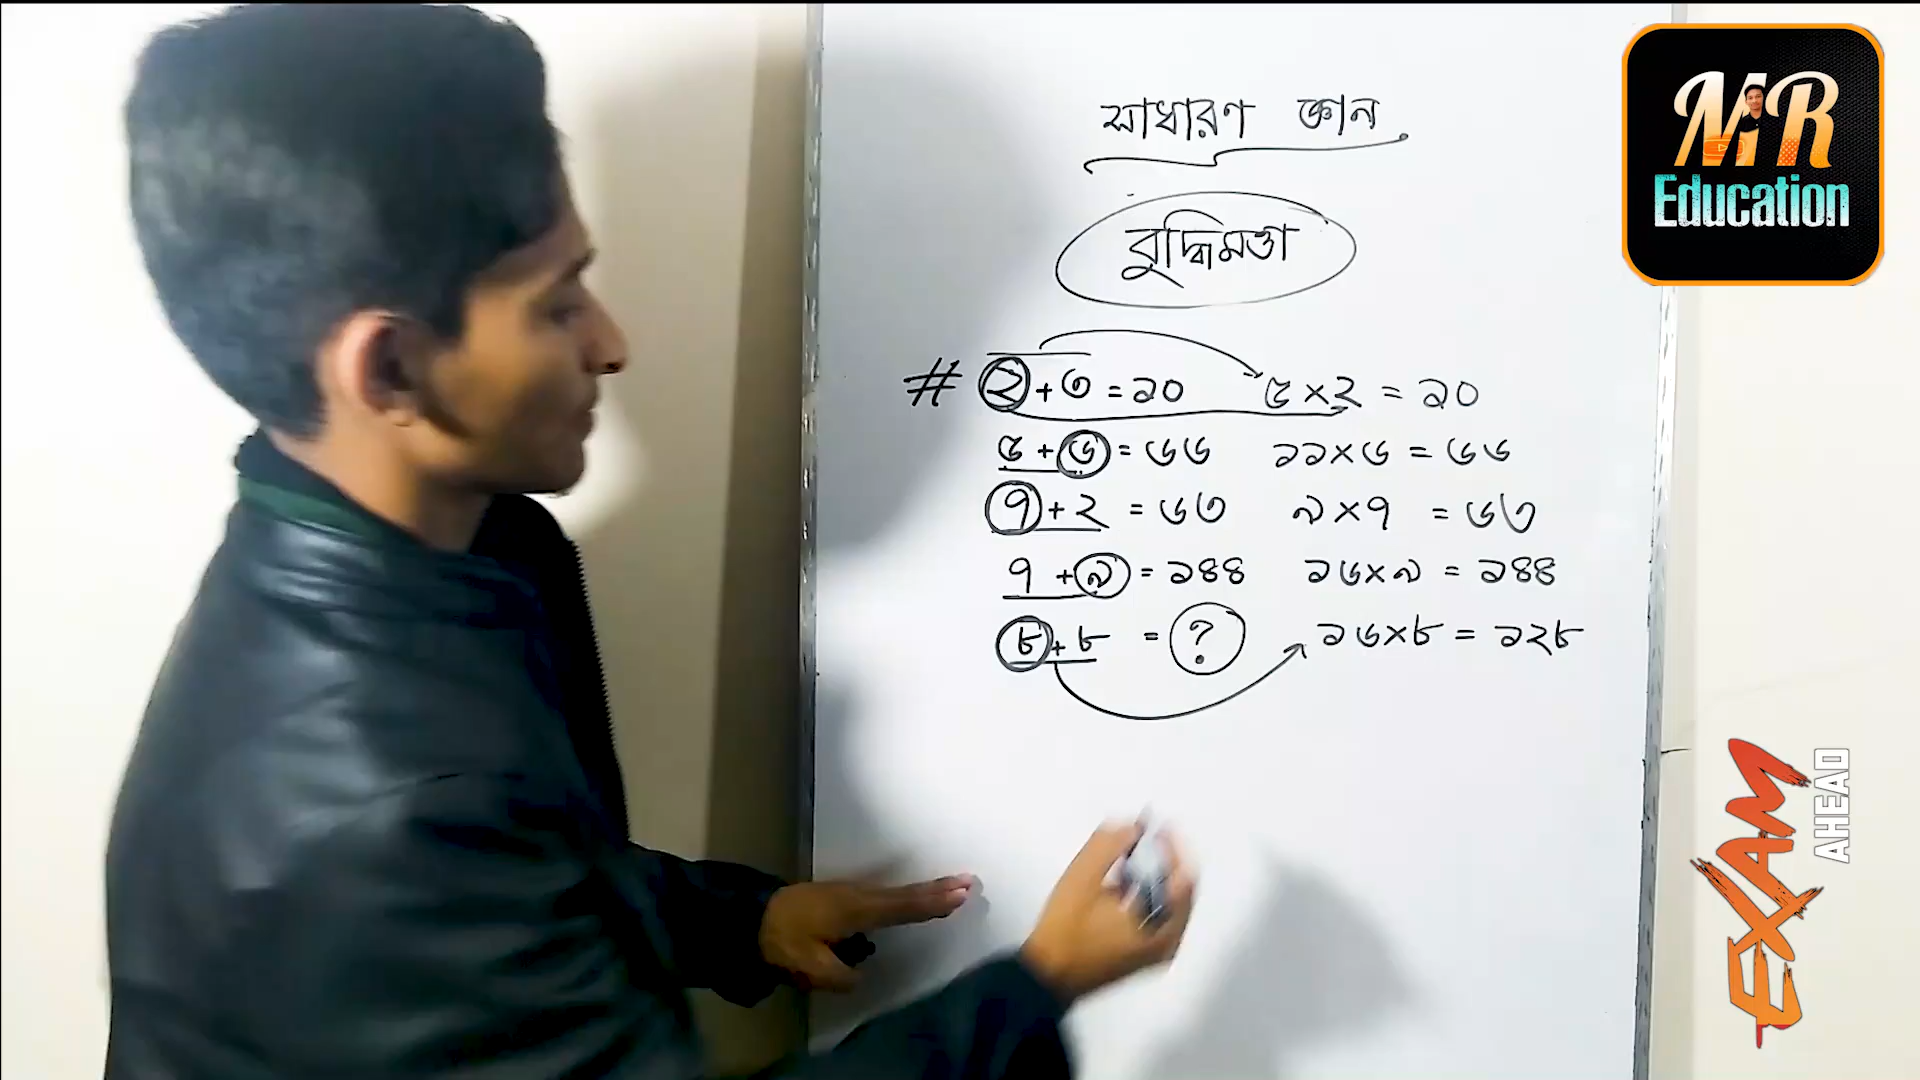 সাধারণ জ্ঞান
বুদ্ধিমত্তা
# ২+৩=১০ ৫×২=১০
৫+৬=৬৬ ১১×৬=৬৬
৭+২=৬৩ ৯×৭=৬৩
৭+৯=১৪৪ ১৬×৯=১৪৪
৮+৮=? ১৬×৮=১২৮
MR
Education
EXAM
AHEAD